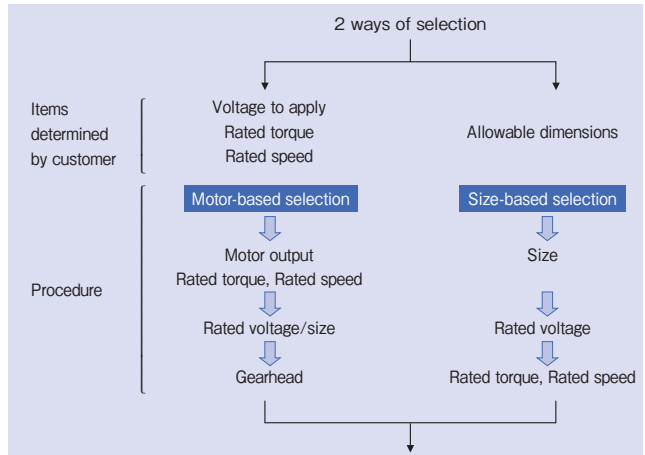 2 ways of selection
Items
determined
by customer
Voltage to apply
Rated torque
Rated speed
Allowable dimensions
Procedure
Motor-based selection
Motor output
Rated torque, Rated speed
Rated voltage/size
Gearhead
Size-based selection
Size
Rated voltage
Rated torque, Rated speed